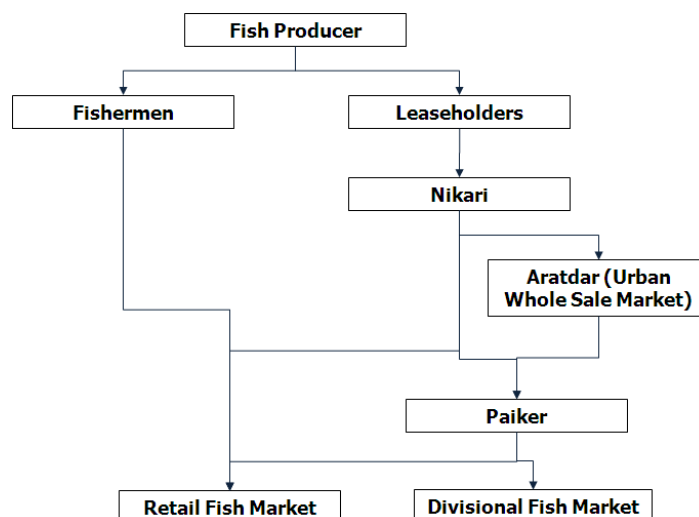 Fish Producer
Fishermen
Leaseholders
Nikari
Aratdar (Urban
Whole Sale Market)
Paiker
Retail Fish Market
Divisional Fish Market